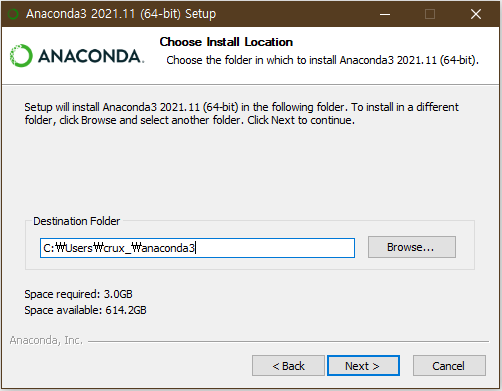 Anaconda3 2021.11 (64-bit) Setup
ANACONDA.
Choose Install Location
Choose the folder in which to install Anaconda3 2021.11 (64-bit).
Setup will install Anaconda3 2021.11 (64-bit) in the following folder. To install in a different
folder, click Browse and select another folder. Click Next to continue.
Destination Folder
C:₩Users₩crux_₩anaconda3
Browse...
Space required: 3.0GB
Space available: 614.2GB
Anaconda, Inc.
< Back
Next >
Cancel